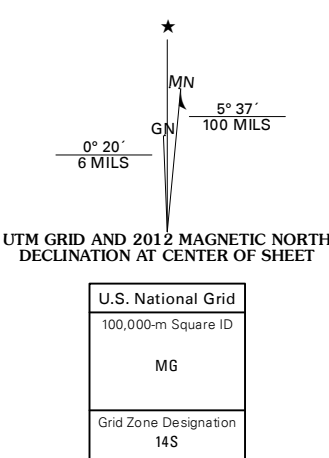 ★
MN
5° 37´
100 MILS
GN
0° 20´
6 MILS
UTM GRID AND 2012 MAGNETIC NORTH
DECLINATION AT CENTER OF SHEET
U.S. National Grid
100,000-m Square ID
MG
Grid Zone Designation
14S